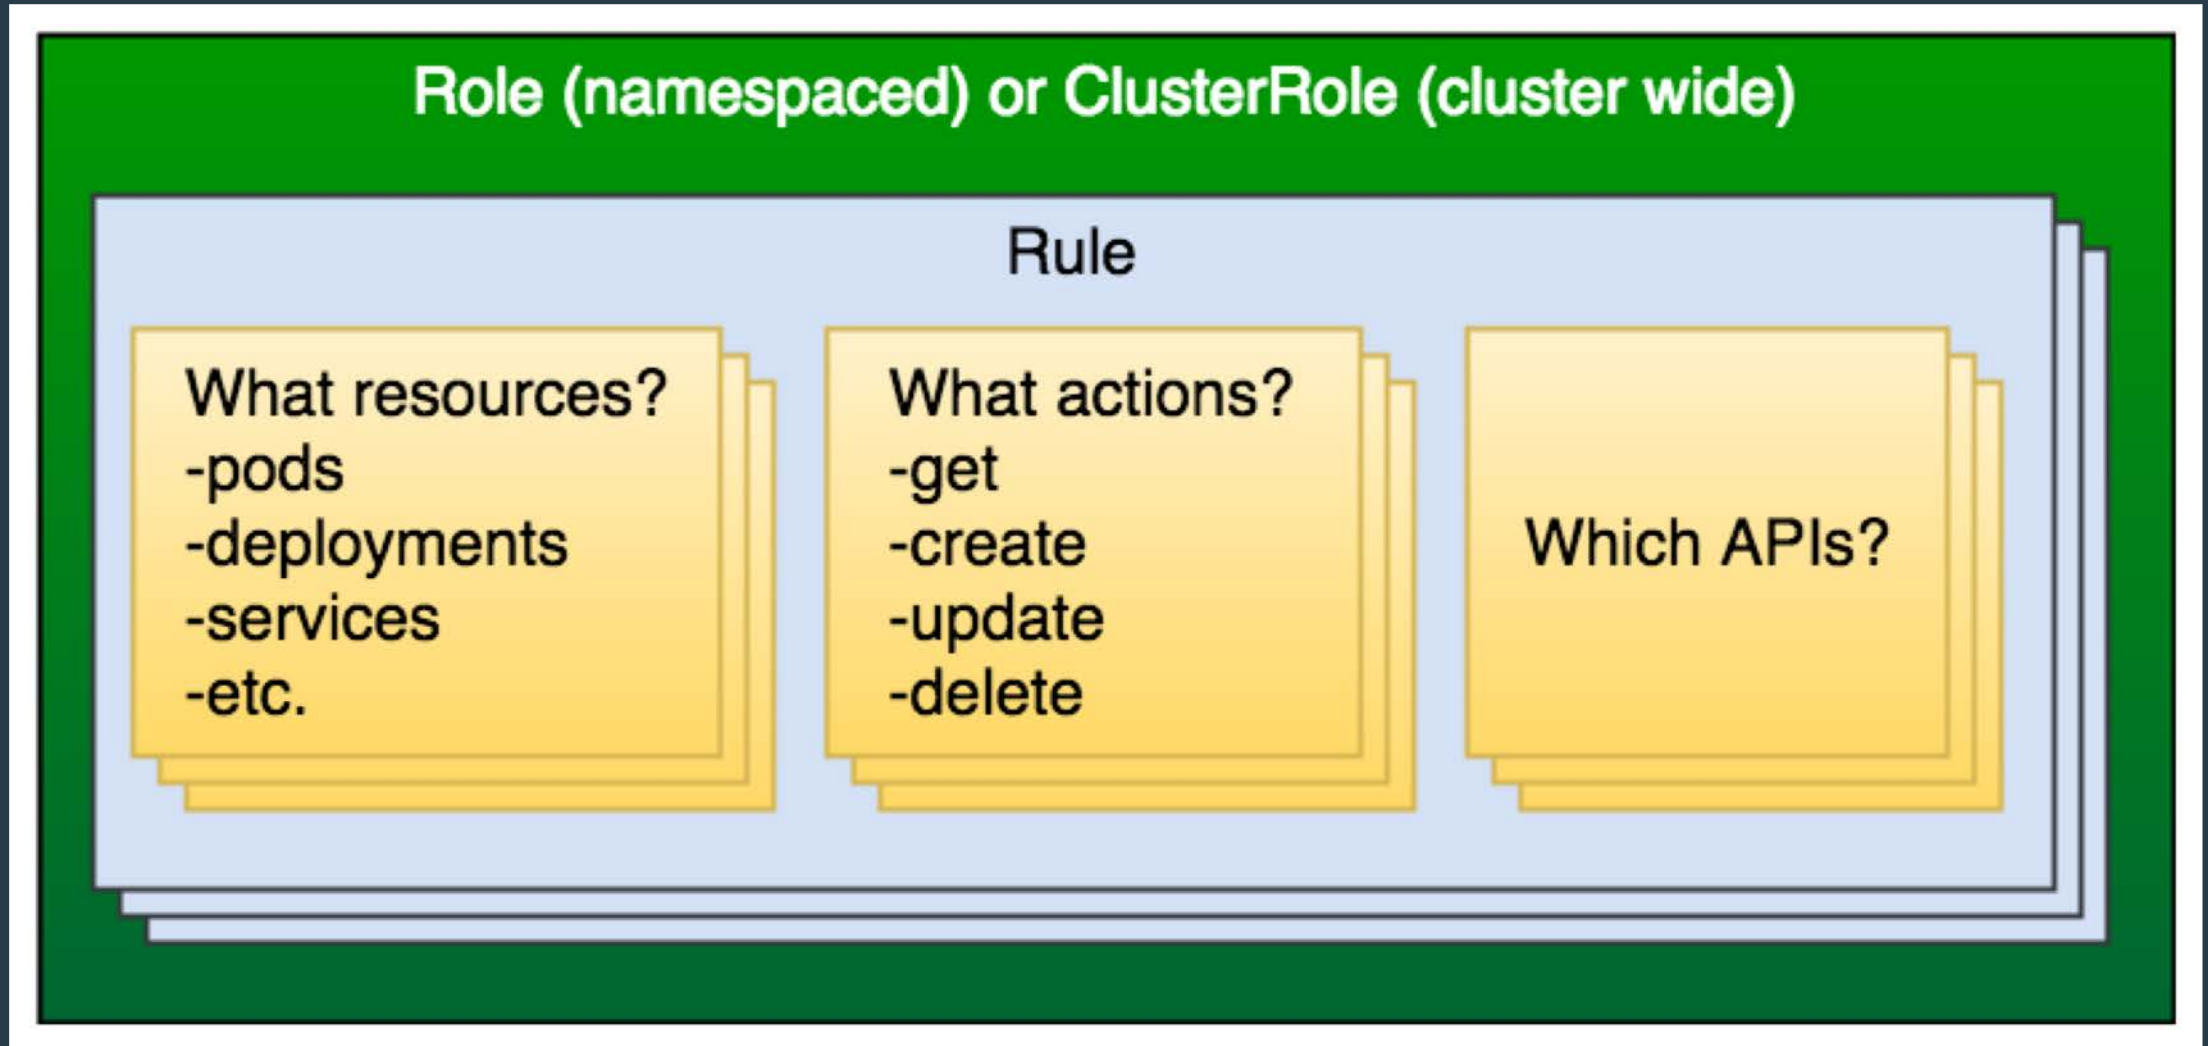 Role (namespaced) or ClusterRole (cluster wide)
Rule
What resources?
-pods
-deployments
-services
-etc.
What actions?
-get
-create
-update
-delete
Which APIs?